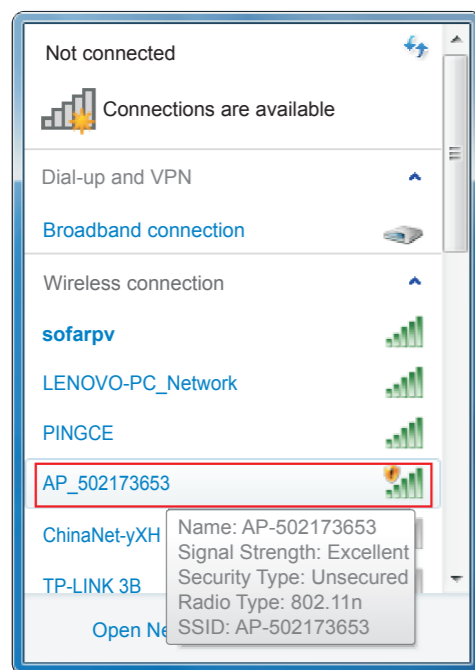 Not connected
Connections are available
Dial-up and VPN
Broadband connection
Wireless connection
sofarpv
LENOVO-PC_Network
PINGCE
AP_502173653
ChinaNet-yXH
Name: AP-502173653
Signal Strength: Excellent
Security Type: Unsecured
Radio Type: 802.11n
SSID: AP-502173653
TP-LINK 3B
Open Ne